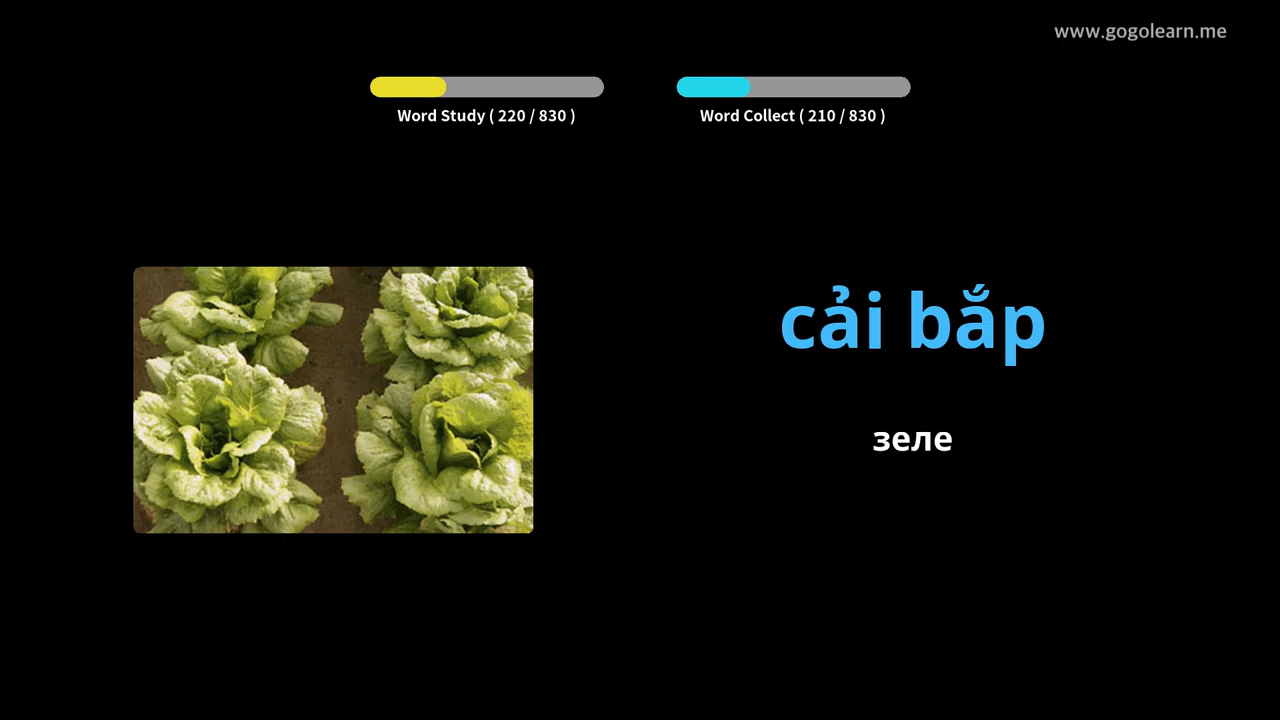 www.gogolearn.me
Word Study ( 220 / 830 )
Word Collect ( 210 / 830 )
cải bắp
зеле